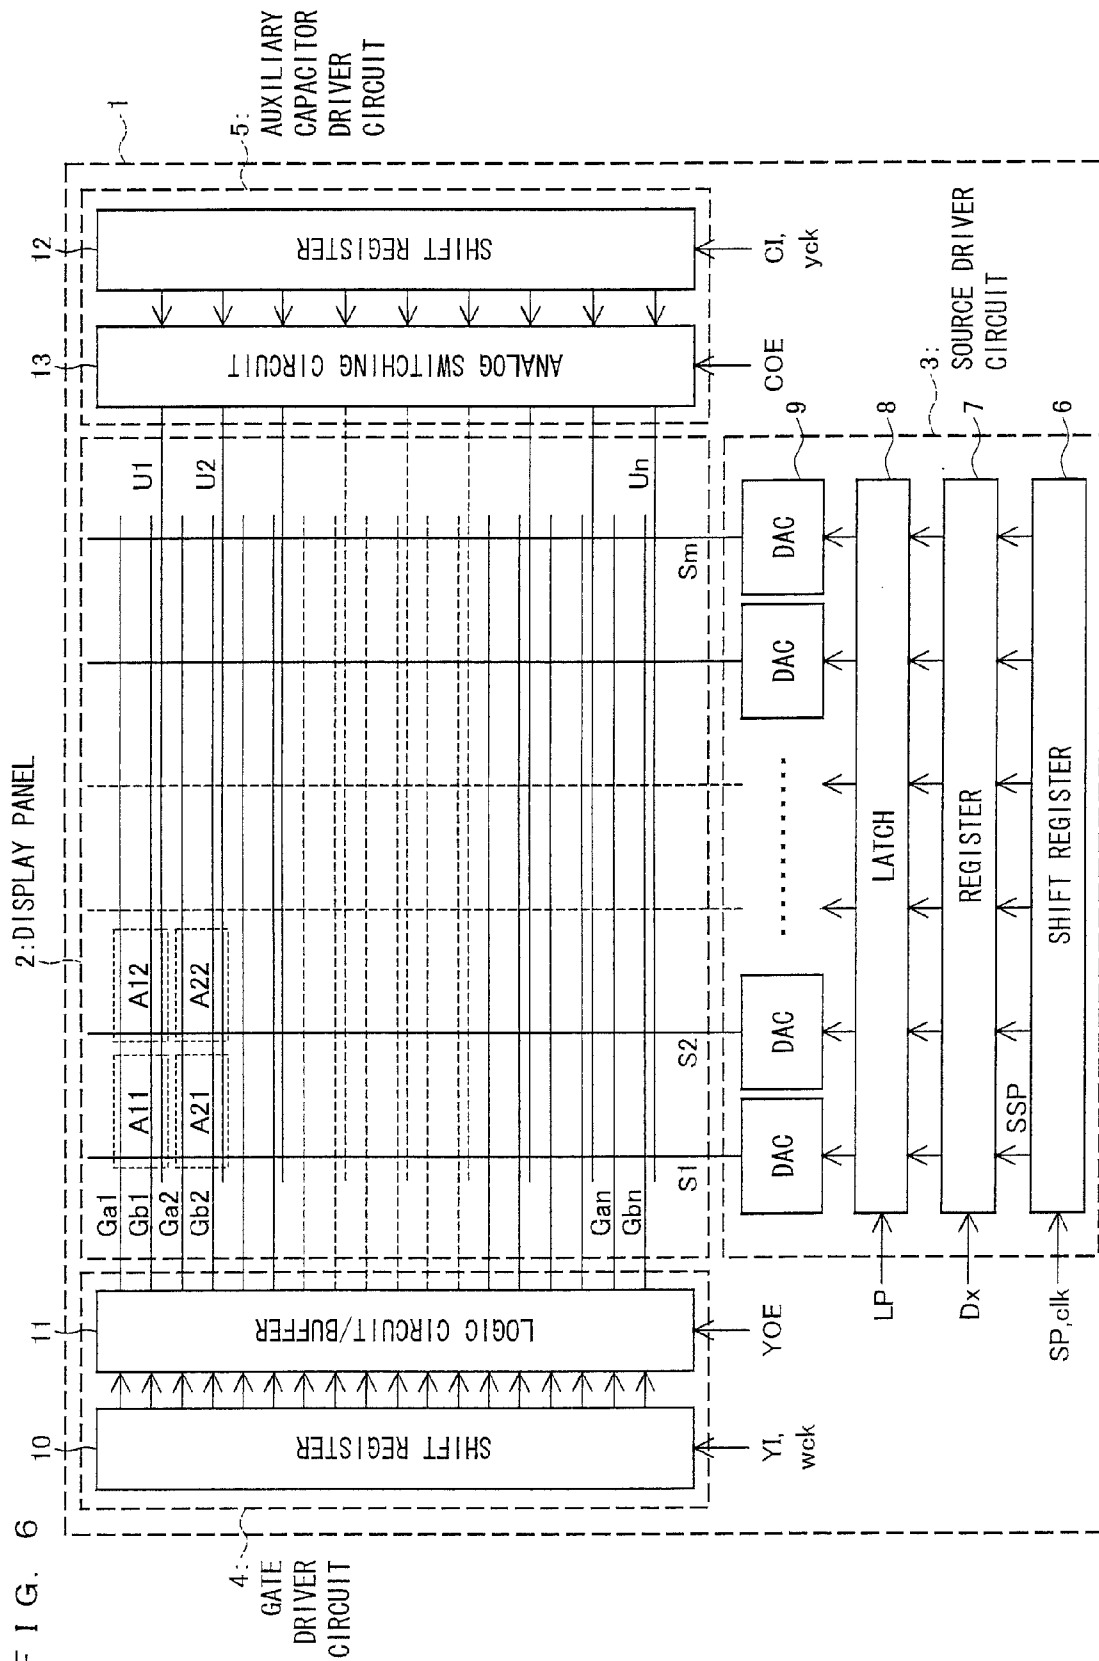 FIG. 6
2:DISPLAY PANEL
1
4:
GATE
DRIVER
CIRCUIT
10
11
SHIFT REGISTER
LOGIC CIRCUIT/BUFFER
YI,
wck
YOE
Ga1
Gb1
Ga2
Gb2
Gan
Gbn
A11
A12
A21
A22
U1
U2
Un
S1
S2
Sm
13
12
ANALOG SWITCHING CIRCUIT
SHIFT REGISTER
COE
CI,
yck
5:
AUXILIARY
CAPACITOR
DRIVER
CIRCUIT
3:
SOURCE DRIVER
CIRCUIT
DAC
DAC
DAC
DAC
9
LP
LATCH
8
Dx
REGISTER
7
SSP
SP,clk
SHIFT REGISTER
6